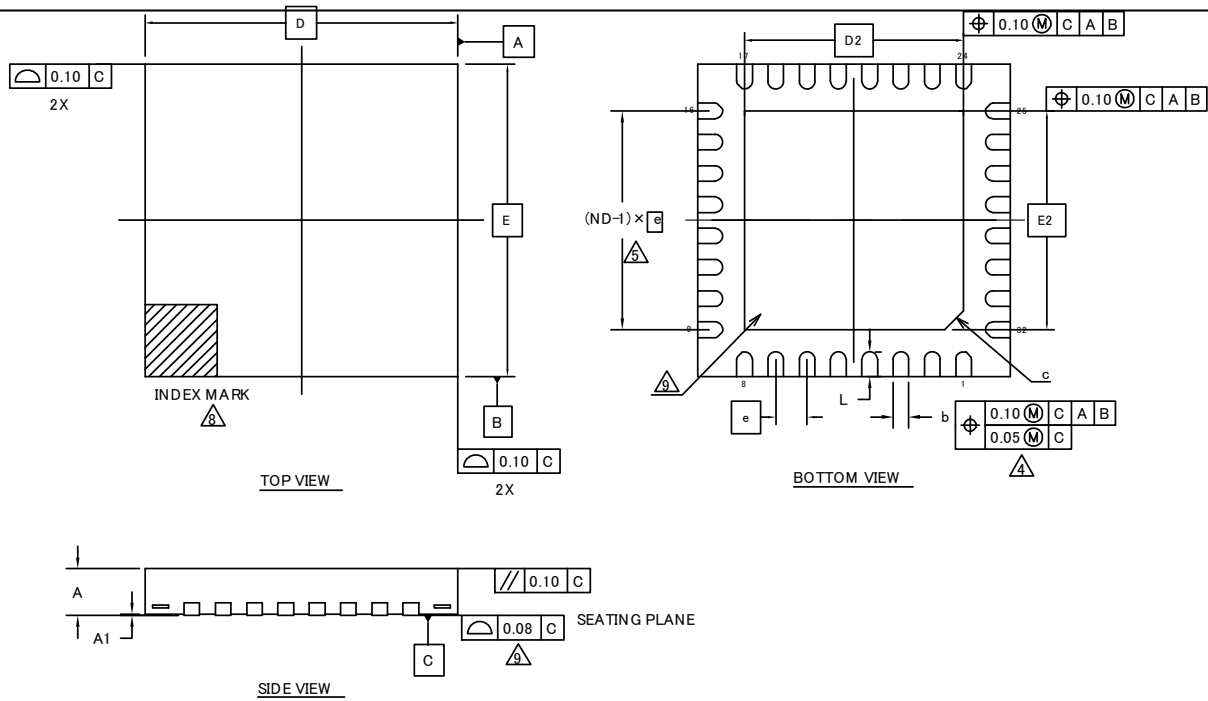 D
A
⌓ 0.10 C
2X
E
INDEX MARK
8
B
⌓ 0.10 C
2X
TOP VIEW
⌖ 0.10 Ⓜ C A B
D2
17
24
⌖ 0.10 Ⓜ C A B
16
25
(ND-1)× e
5
E2
9
32
9
8
1
c
e
L
b
⌖ 0.10 Ⓜ C A B
0.05 Ⓜ C
4
BOTTOM VIEW
A
// 0.10 C
A1
⌓ 0.08 C
SEATING PLANE
9
C
SIDE VIEW